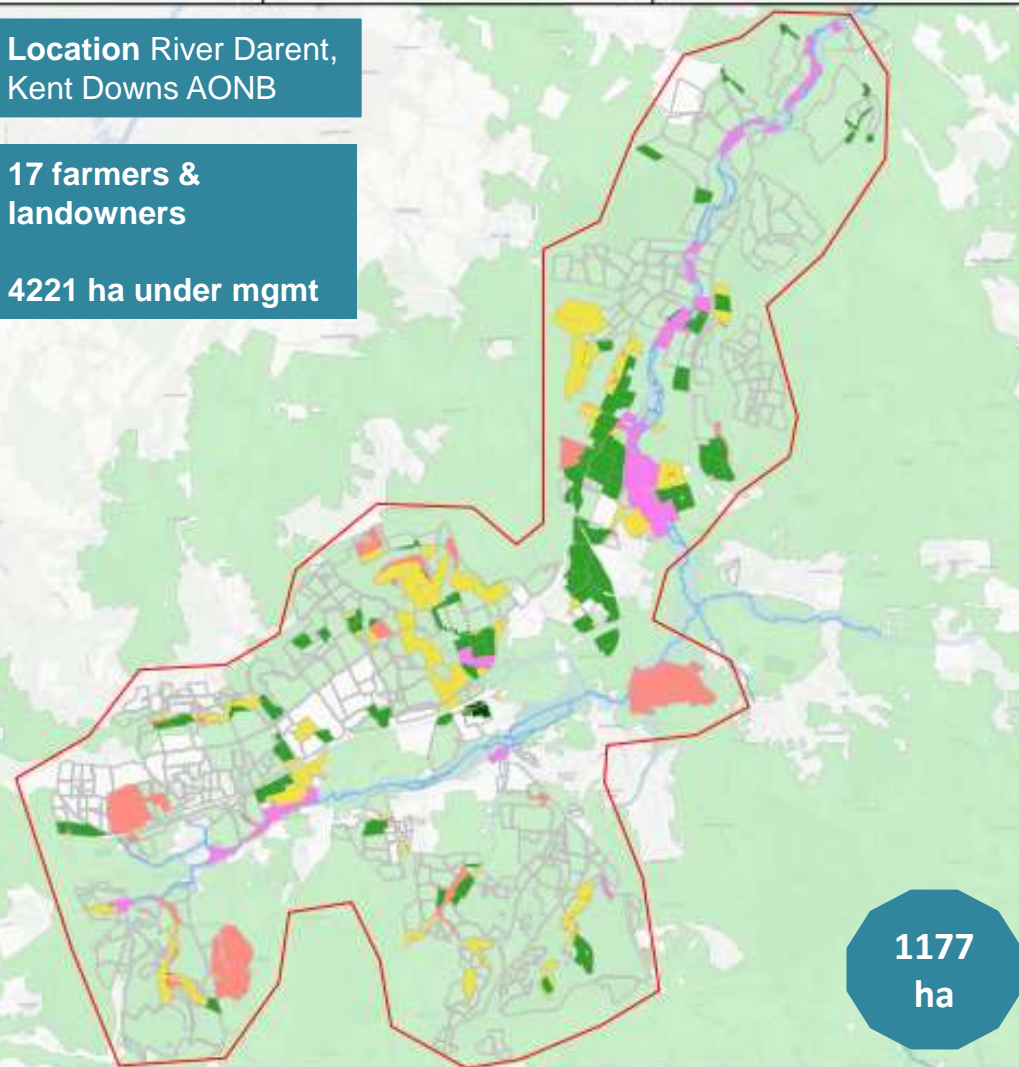 Location River Darent,
Kent Downs AONB
17 farmers &
landowners
4221 ha under mgmt
1177
ha